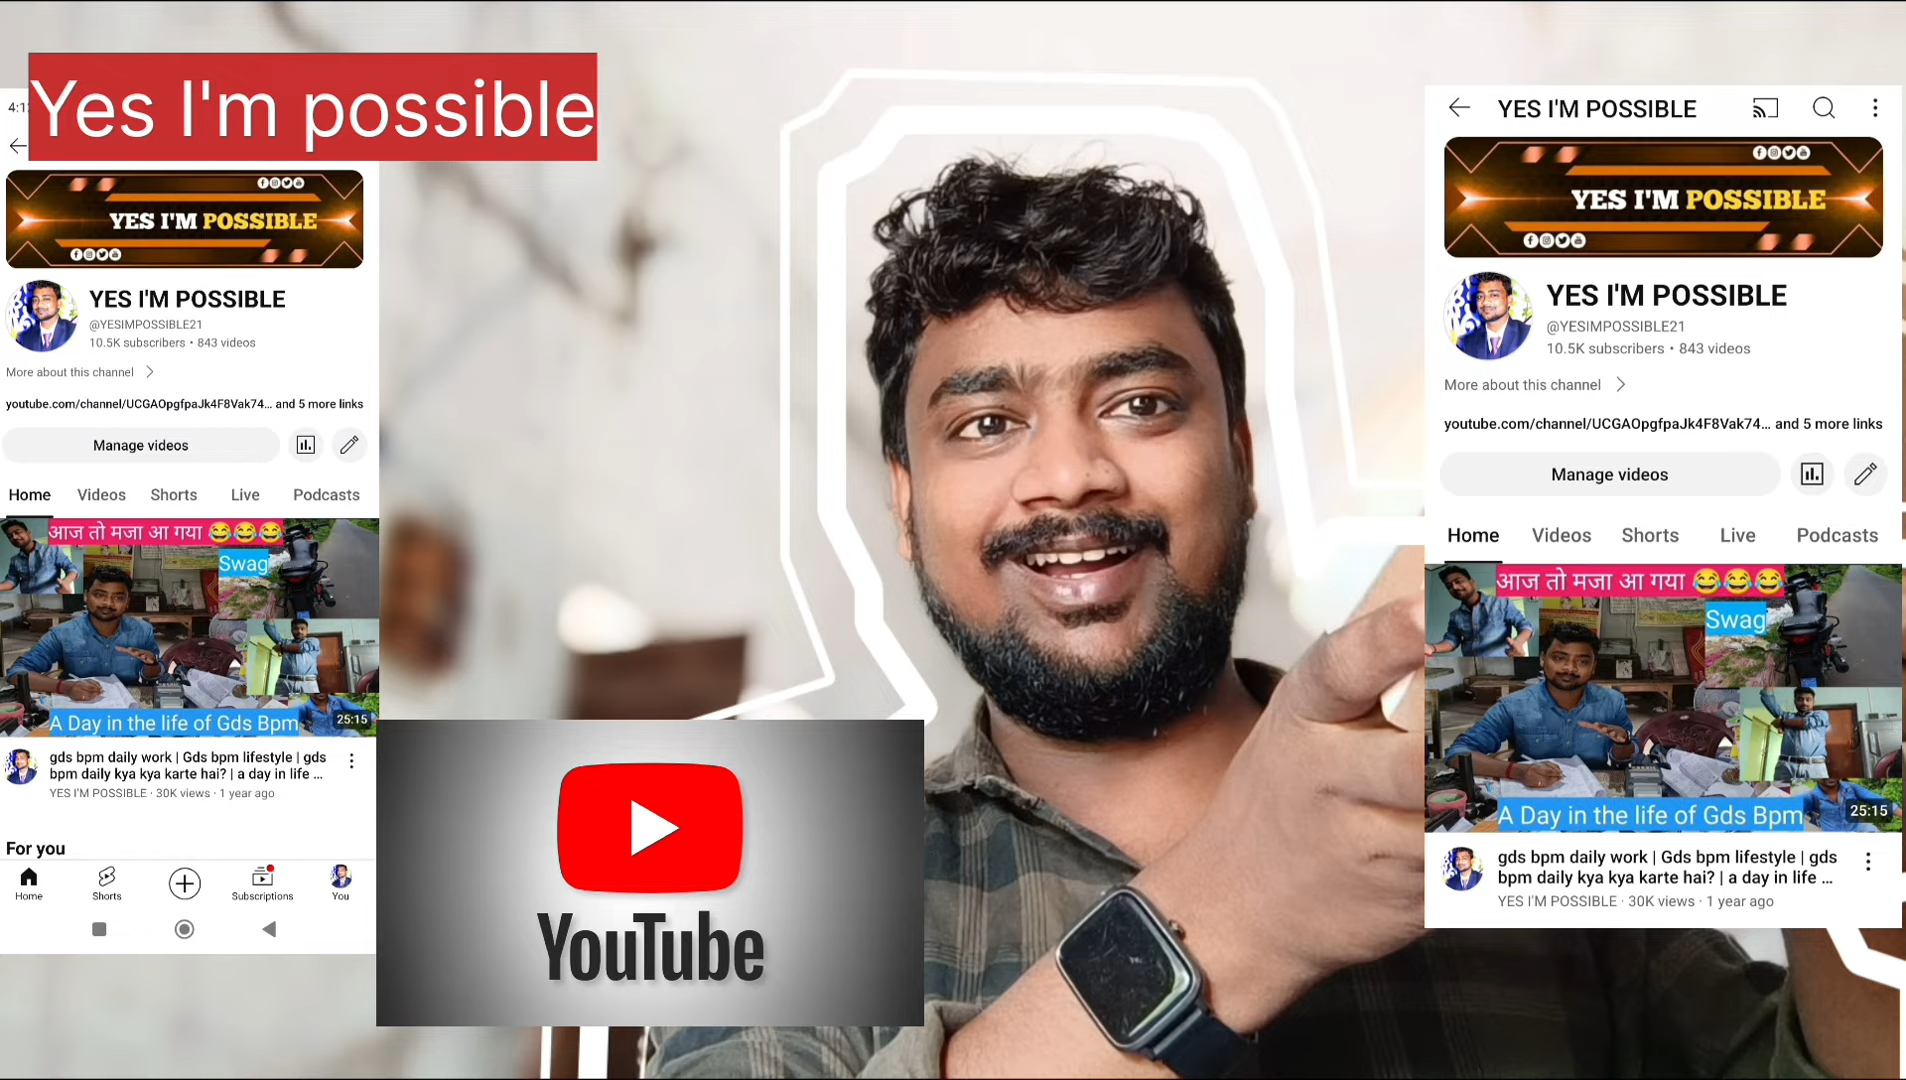 Yes I'm possible
4:1
YES I'M POSSIBLE
YES I'M POSSIBLE
@YESIMPOSSIBLE21
10.5K subscribers • 843 videos
More about this channel
youtube.com/channel/UCGAOpgfpaJk4F8Vak74... and 5 more links
Manage videos
Home Videos Shorts Live Podcasts
आज तो मजा आ गया 😂😂😂
Swag
A Day in the life of Gds Bpm
25:15
gds bpm daily work | Gds bpm lifestyle | gds
bpm daily kya kya karte hai? | a day in life ...
YES I'M POSSIBLE · 30K views · 1 year ago
For you
Home Shorts Subscriptions You
YouTube
YES I'M POSSIBLE
YES I'M POSSIBLE
YES I'M POSSIBLE
@YESIMPOSSIBLE21
10.5K subscribers • 843 videos
More about this channel
youtube.com/channel/UCGAOpgfpaJk4F8Vak74... and 5 more links
Manage videos
Home Videos Shorts Live Podcasts
आज तो मजा आ गया 😂😂😂
Swag
A Day in the life of Gds Bpm
25:15
gds bpm daily work | Gds bpm lifestyle | gds
bpm daily kya kya karte hai? | a day in life ...
YES I'M POSSIBLE · 30K views · 1 year ago